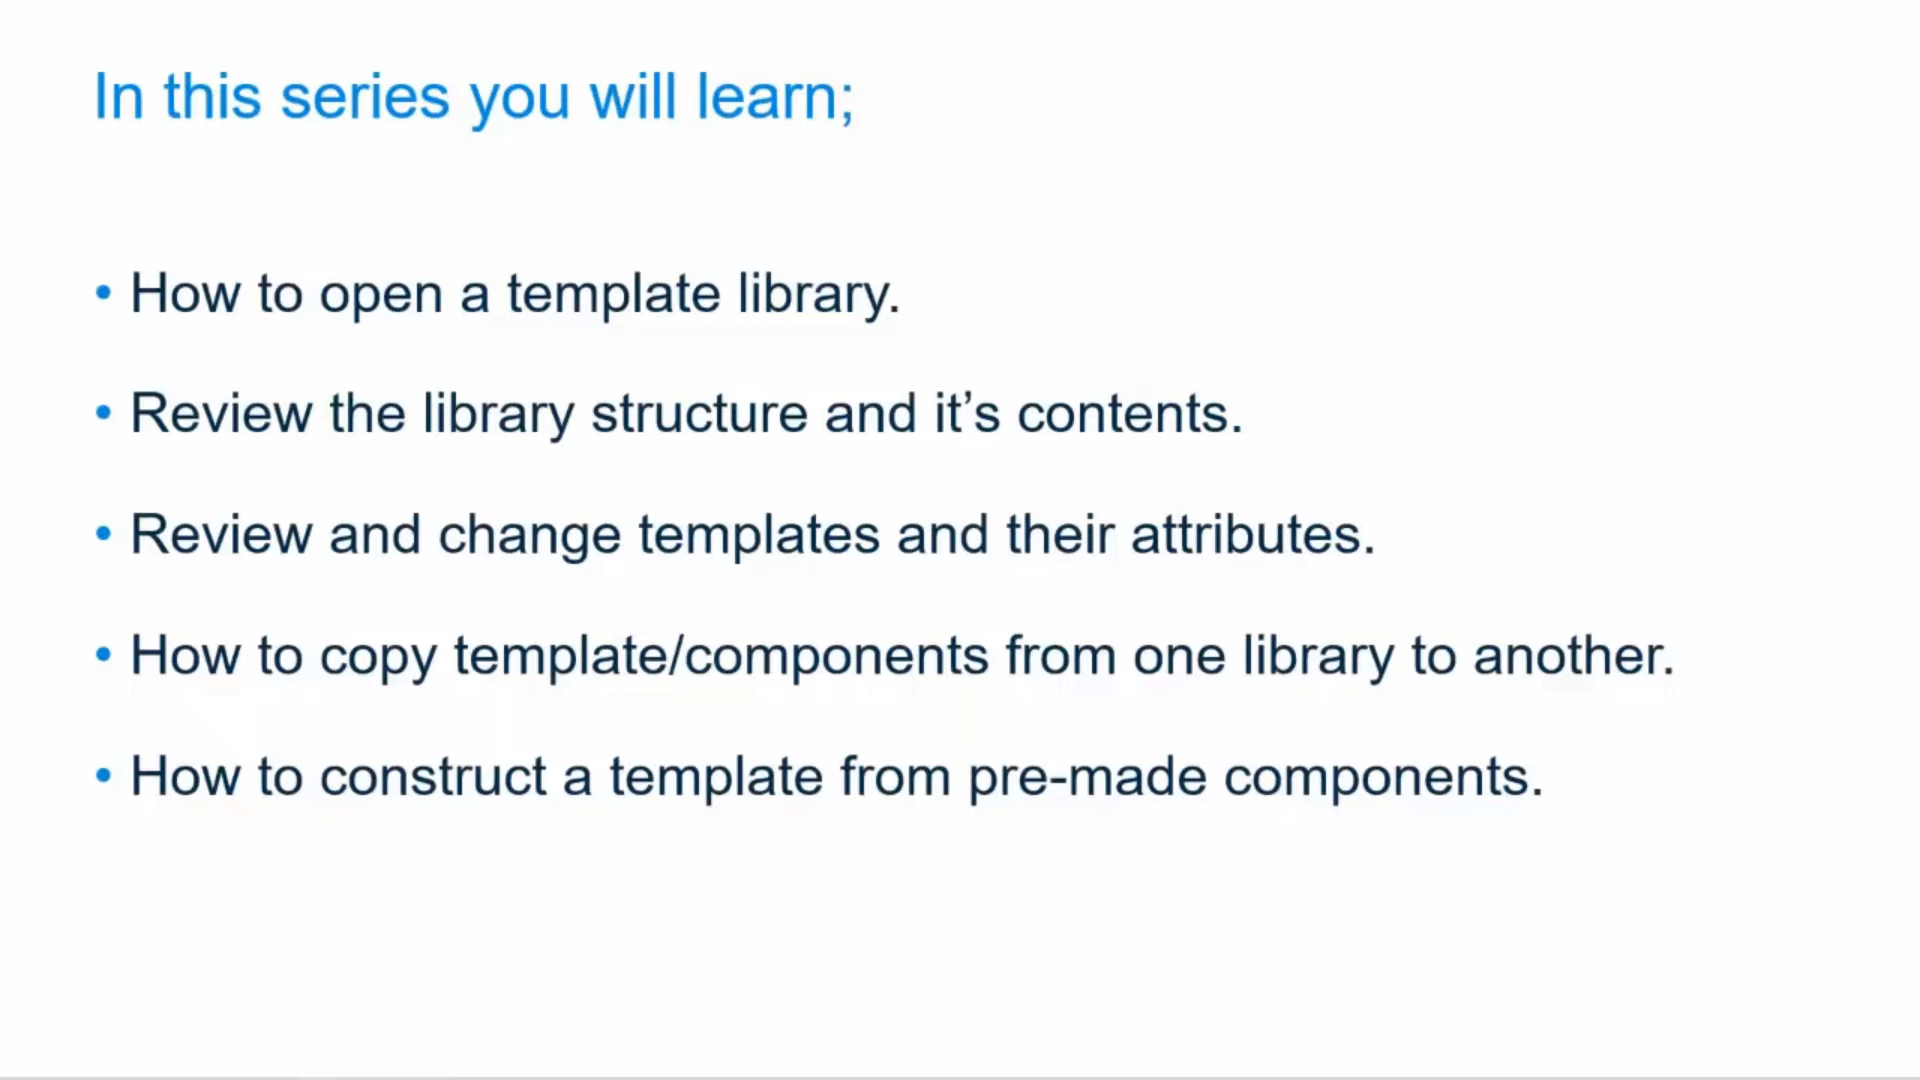 In this series you will learn;
• How to open a template library.
• Review the library structure and it’s contents.
• Review and change templates and their attributes.
• How to copy template/components from one library to another.
• How to construct a template from pre-made components.